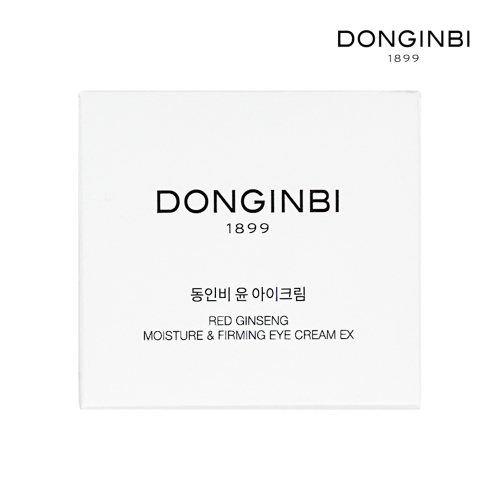 DONGINBI
1899
DONGINBI
1899
동인비 윤 아이크림
RED GINSENG
MOISTURE & FIRMING EYE CREAM EX